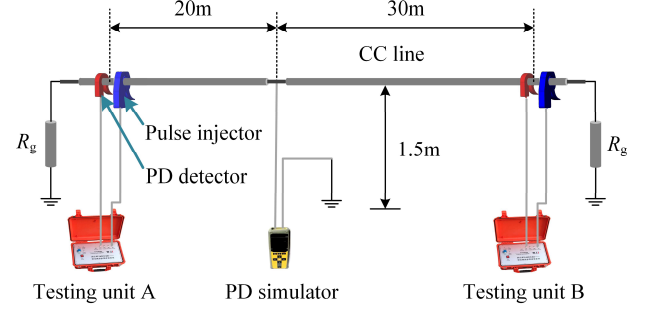 20m
30m
CC line
Pulse injector
1.5m
Rg
Rg
PD detector
Testing unit A
PD simulator
Testing unit B